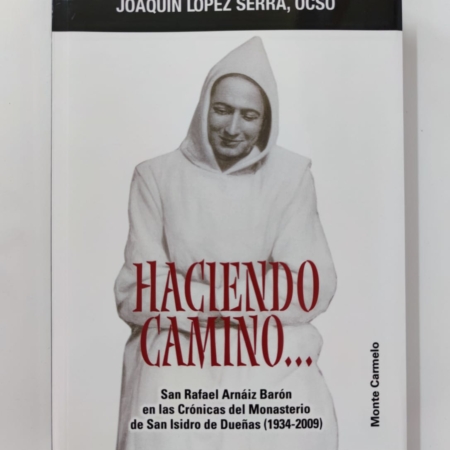 JOAQUÍN LÓPEZ SERRA, OCSO
HACIENDO
CAMINO...
San Rafael Arnáiz Barón
en las Crónicas del Monasterio
de San Isidro de Dueñas (1934-2009)
Monte Carmelo